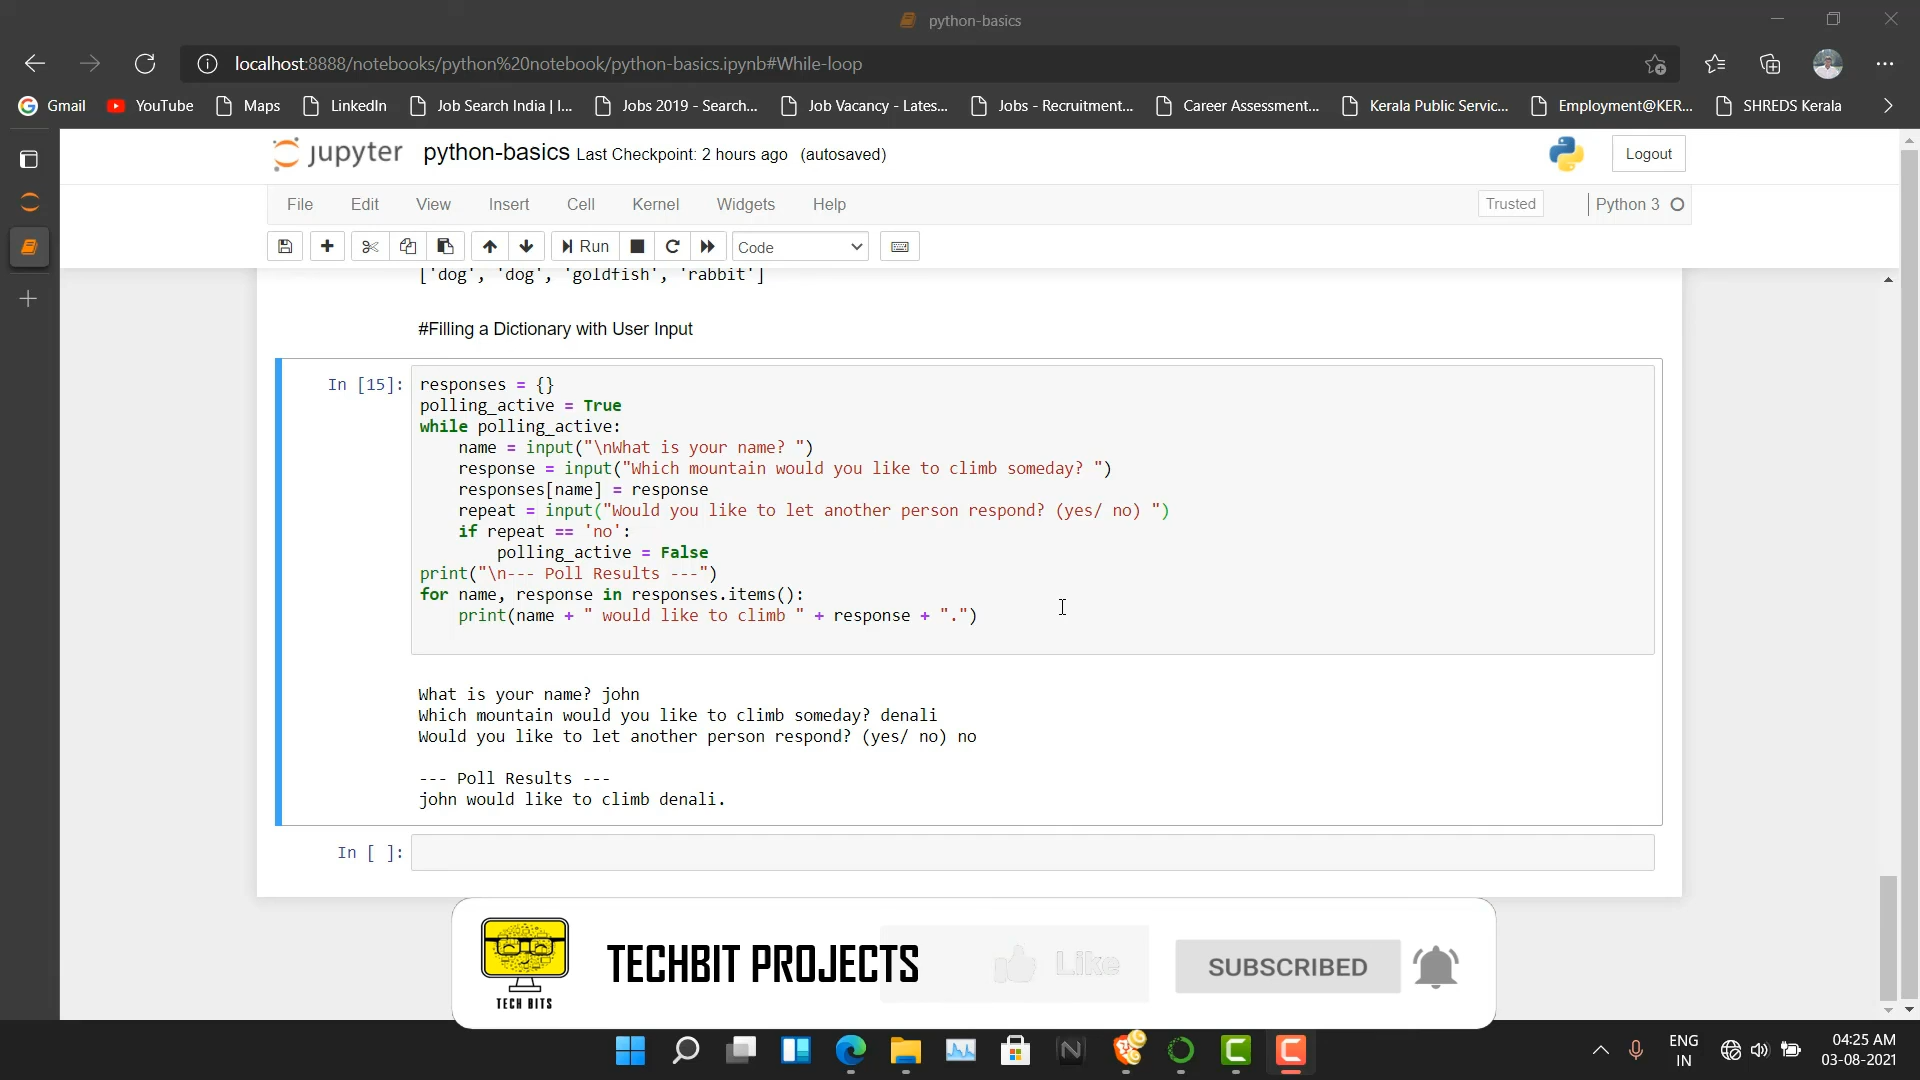 python-basics
localhost:8888/notebooks/python%20notebook/python-basics.ipynb#While-loop
Gmail YouTube Maps LinkedIn Job Search India | I... Jobs 2019 - Search... Job Vacancy - Lates... Jobs - Recruitment... Career Assessment... Kerala Public Servic... Employment@KER... SHREDS Kerala
jupyter python-basics Last Checkpoint: 2 hours ago (autosaved) Logout
File Edit View Insert Cell Kernel Widgets Help Trusted Python 3
Run Code
['dog', 'dog', 'goldfish', 'rabbit']
#Filling a Dictionary with User Input
In [15]: responses = {}
polling_active = True
while polling_active:
    name = input("\nWhat is your name? ")
    response = input("Which mountain would you like to climb someday? ")
    responses[name] = response
    repeat = input("Would you like to let another person respond? (yes/ no) ")
    if repeat == 'no':
        polling_active = False
print("\n--- Poll Results ---")
for name, response in responses.items():
    print(name + " would like to climb " + response + ".")
What is your name? john
Which mountain would you like to climb someday? denali
Would you like to let another person respond? (yes/ no) no
--- Poll Results ---
john would like to climb denali.
In [ ]:
TECH BITS
TECHBIT PROJECTS Like SUBSCRIBED
ENG
IN
04:25 AM
03-08-2021